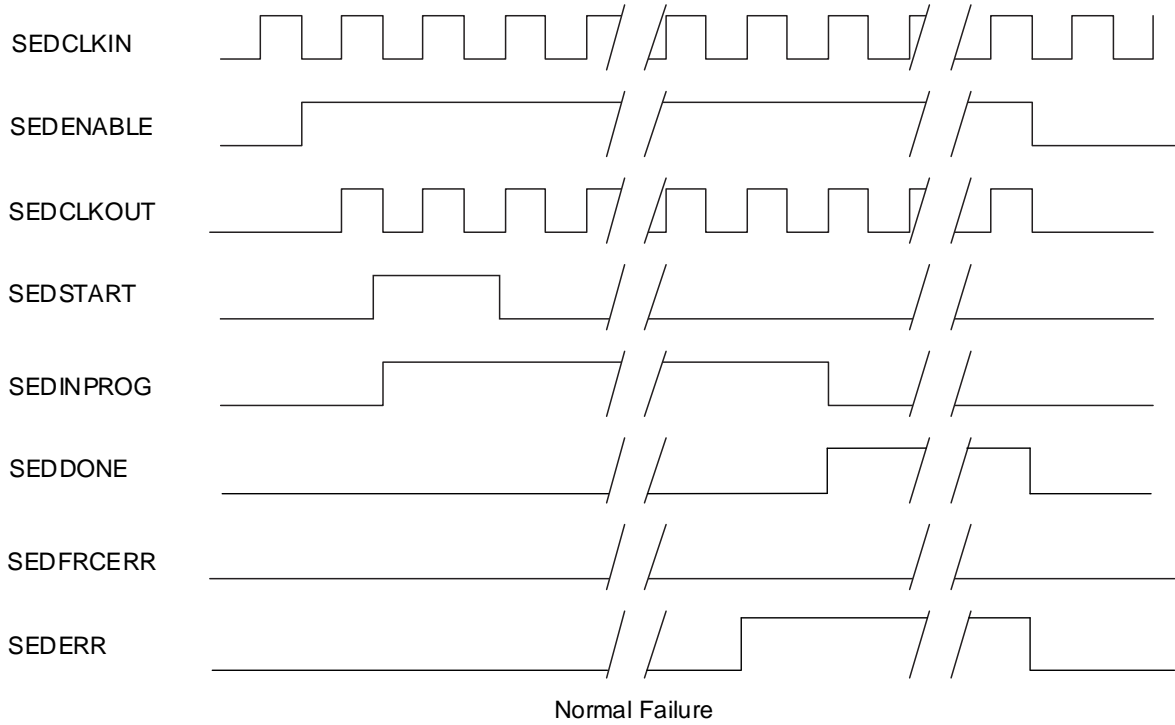 SEDCLKIN
SEDENABLE
SEDCLKOUT
SEDSTART
SEDINPROG
SEDDONE
SEDFRCERR
SEDERR
Normal Failure